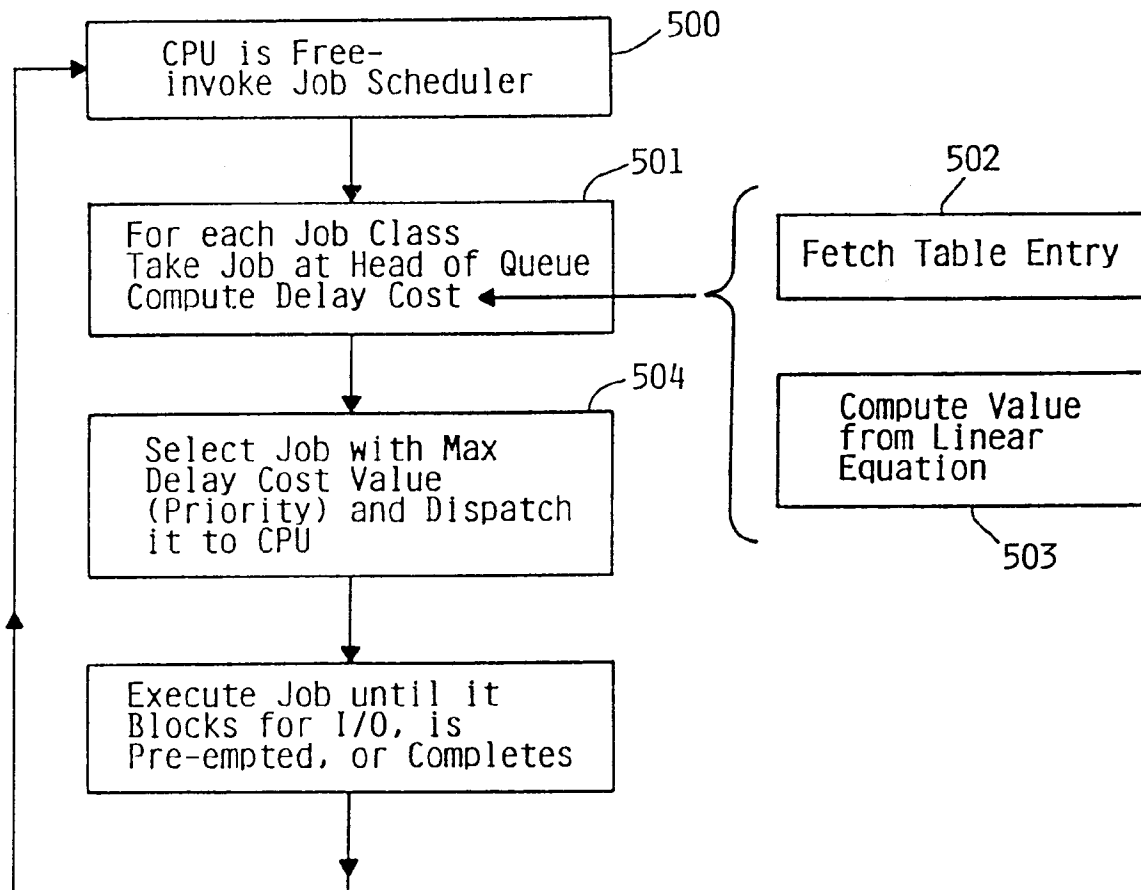 500
CPU is Free-
invoke Job Scheduler
501
For each Job Class
Take Job at Head of Queue
Compute Delay Cost
502
Fetch Table Entry
Compute Value
from Linear
Equation
503
504
Select Job with Max
Delay Cost Value
(Priority) and Dispatch
it to CPU
Execute Job until it
Blocks for I/O, is
Pre-empted, or Completes